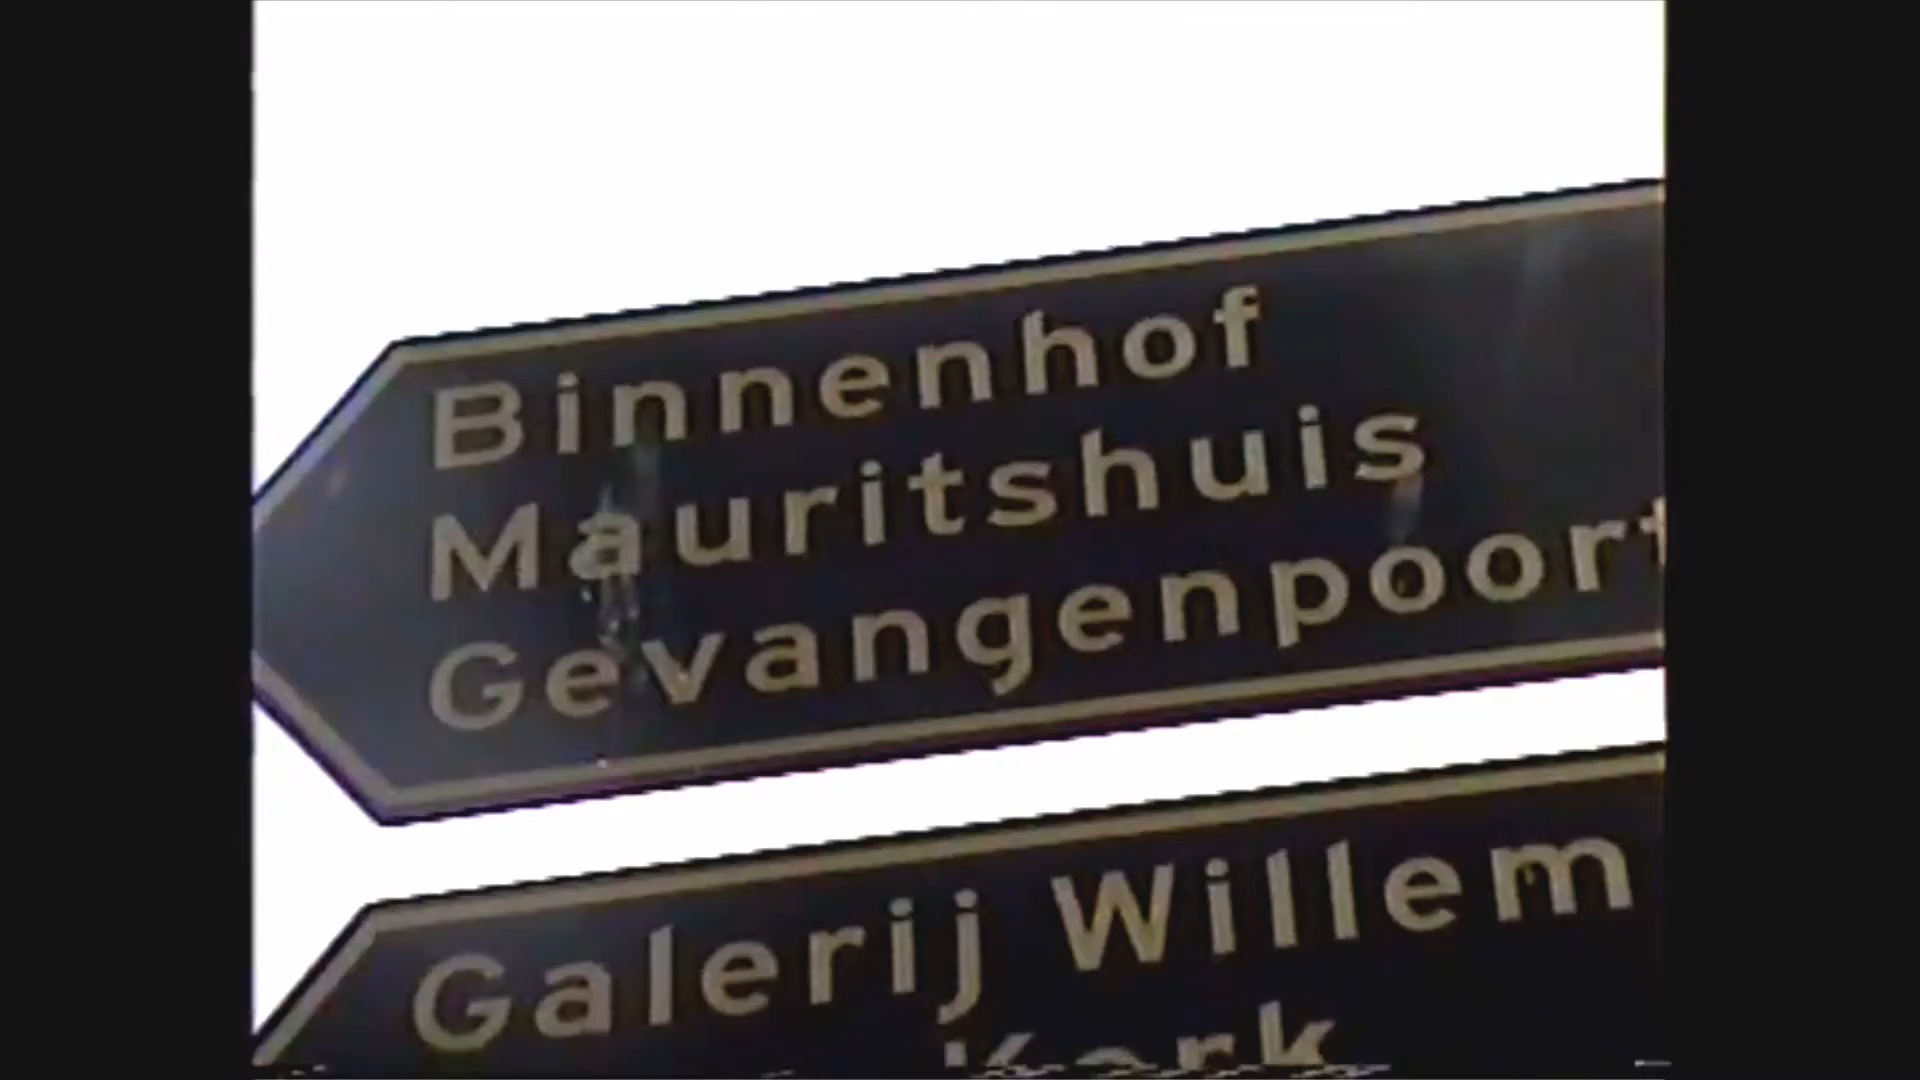 Binnenhof
Mauritshuis
Gevangenpoort
Galerij Willem
Kerk